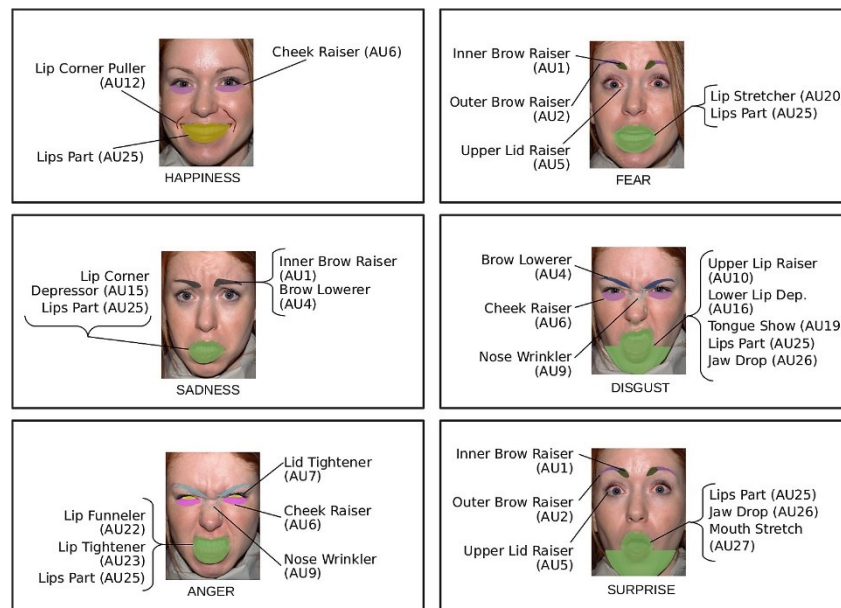 Lip Corner Puller
(AU12)
Cheek Raiser (AU6)
Lips Part (AU25)
HAPPINESS
Inner Brow Raiser
(AU1)
Outer Brow Raiser
(AU2)
Upper Lid Raiser
(AU5)
Lip Stretcher (AU20)
Lips Part (AU25)
FEAR
Lip Corner
Depressor (AU15)
Lips Part (AU25)
Inner Brow Raiser
(AU1)
Brow Lowerer
(AU4)
SADNESS
Brow Lowerer
(AU4)
Cheek Raiser
(AU6)
Nose Wrinkler
(AU9)
Upper Lip Raiser
(AU10)
Lower Lip Dep.
(AU16)
Tongue Show (AU19
Lips Part (AU25)
Jaw Drop (AU26)
DISGUST
Lip Funneler
(AU22)
Lip Tightener
(AU23)
Lips Part (AU25)
Lid Tightener
(AU7)
Cheek Raiser
(AU6)
Nose Wrinkler
(AU9)
ANGER
Inner Brow Raiser
(AU1)
Outer Brow Raiser
(AU2)
Upper Lid Raiser
(AU5)
Lips Part (AU25)
Jaw Drop (AU26)
Mouth Stretch
(AU27)
SURPRISE